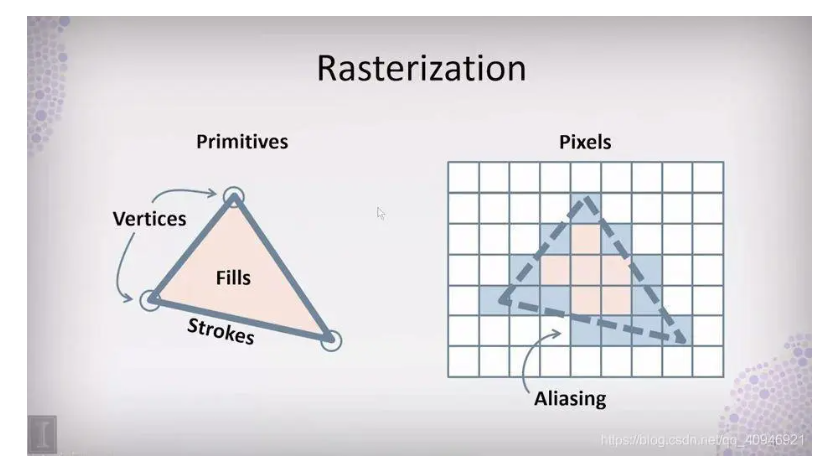 Rasterization
Primitives
Pixels
Vertices
Fills
Strokes
Aliasing
https://blog.csdn.net/qq_40946921